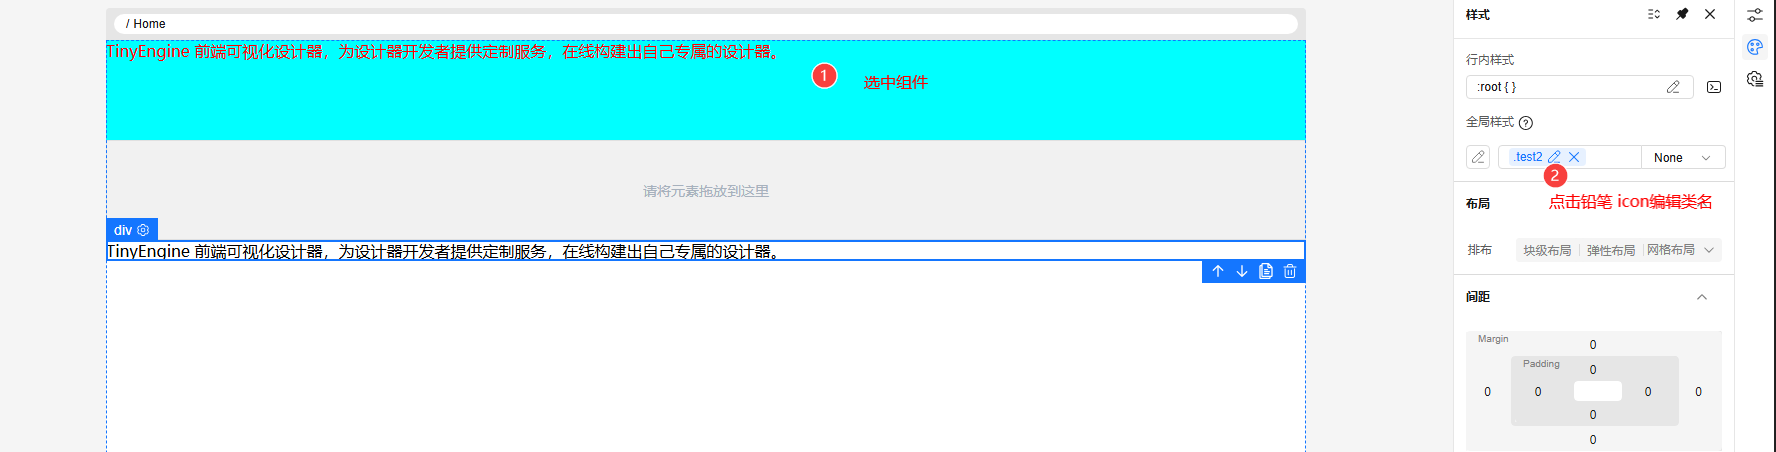 / Home
TinyEngine 前端可视化设计器，为设计器开发者提供定制服务，在线构建出自己专属的设计器。
1
选中组件
请将元素拖放到这里
div
TinyEngine 前端可视化设计器，为设计器开发者提供定制服务，在线构建出自己专属的设计器。
样式
行内样式
:root { }
全局样式
.test2
None
2
点击铅笔 icon编辑类名
布局
排布
块级布局
弹性布局
网格布局
间距
Margin
0
Padding
0
0
0
0
0
0
0